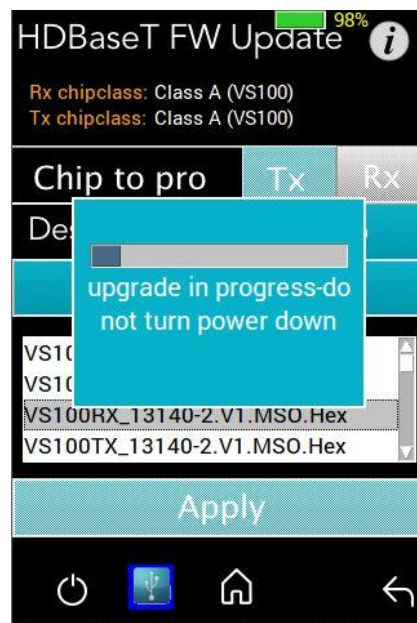 98%
HDBaseT FW Update
Rx chipclass: Class A (VS100)
Tx chipclass: Class A (VS100)
Chip to pro Tx Rx
upgrade in progress-do
not turn power down
VS100RX_13140-2.V1.MSO.Hex
VS100TX_13140-2.V1.MSO.Hex
Apply